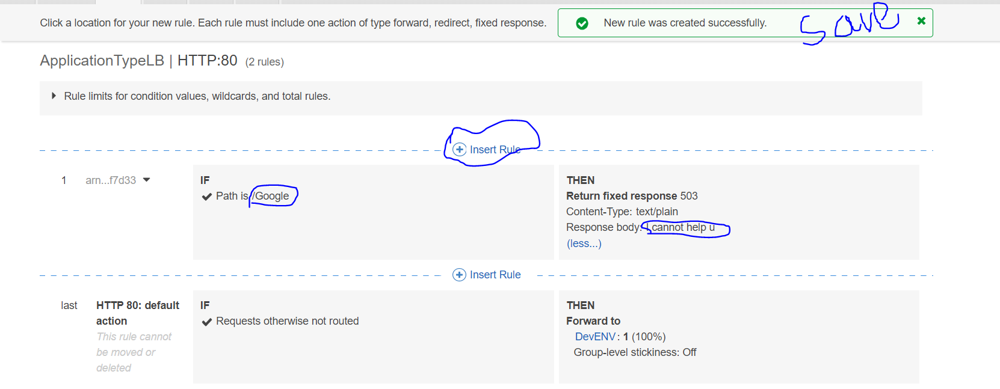 Click a location for your new rule. Each rule must include one action of type forward, redirect, fixed response.
New rule was created successfully.
save
ApplicationTypeLB | HTTP:80 (2 rules)
Rule limits for condition values, wildcards, and total rules.
Insert Rule
1 arn...f7d33
IF
Path is /Google
THEN
Return fixed response 503
Content-Type: text/plain
Response body: I cannot help u
(less...)
Insert Rule
last
HTTP 80: default
action
This rule cannot
be moved or
deleted
IF
Requests otherwise not routed
THEN
Forward to
DevENV: 1 (100%)
Group-level stickiness: Off